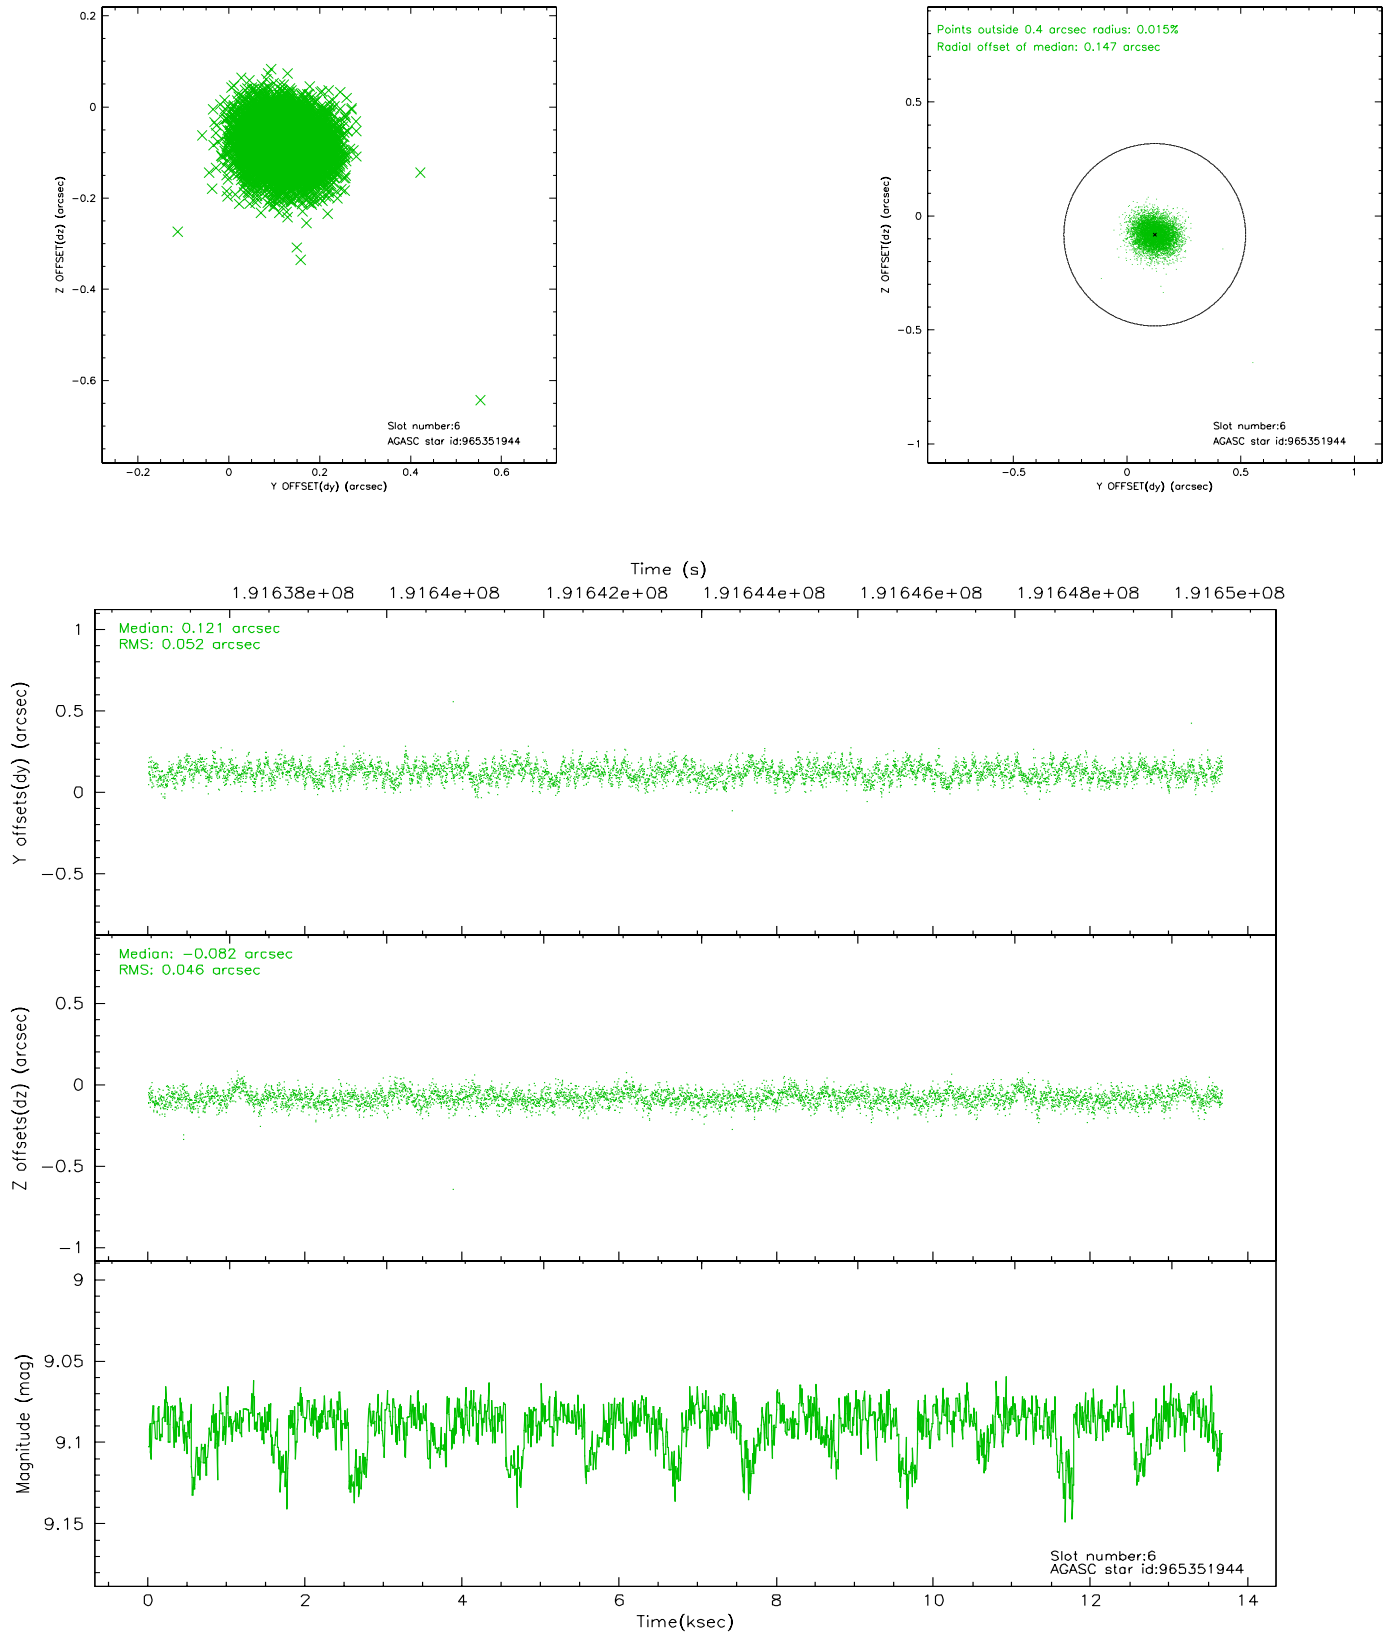 0.2
0
−0.2
−0.4
−0.6
Z OFFSET(dz) (arcsec)
Slot number:6
AGASC star id:965351944
−0.2 0 0.2 0.4 0.6
Y OFFSET(dy) (arcsec)
Points outside 0.4 arcsec radius: 0.015%
Radial offset of median: 0.147 arcsec
0.5
0
−0.5
−1
Z OFFSET(dz) (arcsec)
Slot number:6
AGASC star id:965351944
−0.5 0 0.5 1
Y OFFSET(dy) (arcsec)
Time (s)
1.91638e+08 1.9164e+08 1.91642e+08 1.91644e+08 1.91646e+08 1.91648e+08 1.9165e+08
Median: 0.121 arcsec
RMS: 0.052 arcsec
1
0.5
0
−0.5
Y offsets(dy) (arcsec)
Median: −0.082 arcsec
RMS: 0.046 arcsec
0.5
0
−0.5
−1
Z offsets(dz) (arcsec)
9
9.05
9.1
9.15
Magnitude (mag)
Slot number:6
AGASC star id:965351944
0 2 4 6 8 10 12 14
Time(ksec)